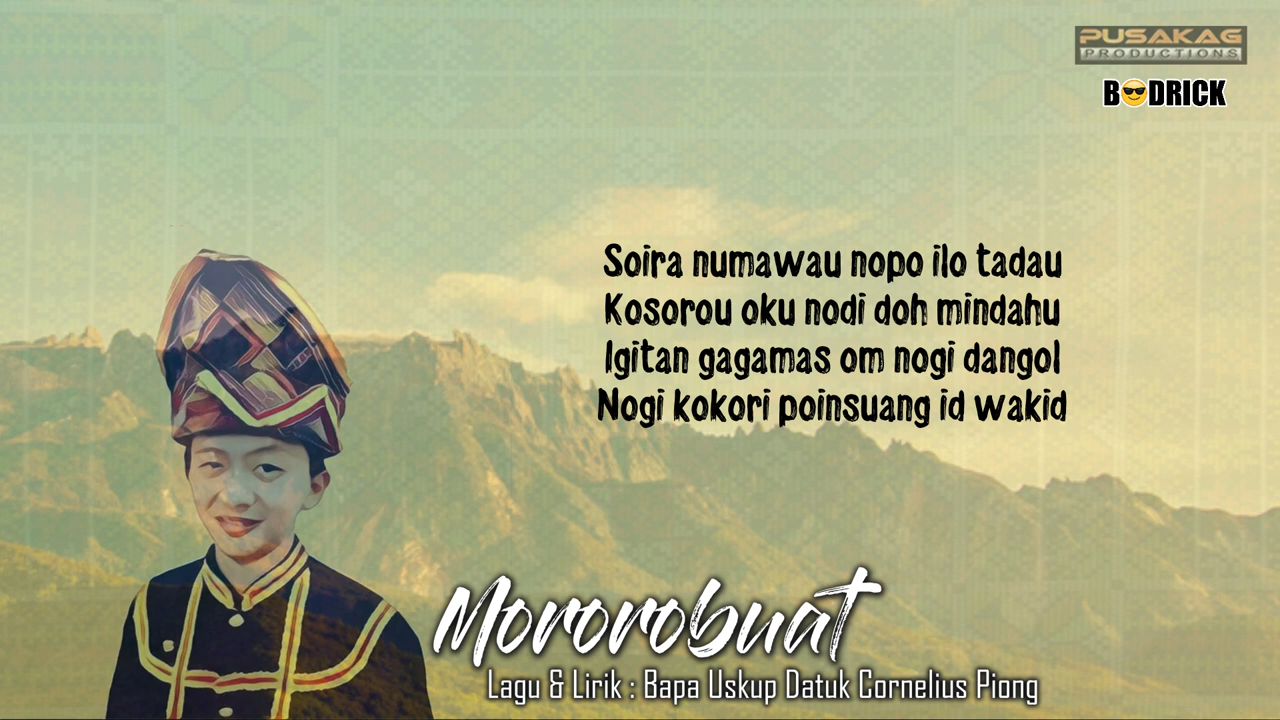 PUSAKAG
PRODUCTIONS
B😎DRICK
Soira numawau nopo ilo tadau
Kosorou oku nodi doh mindahu
Igitan gagamas om nogi dangol
Nogi kokori poinsuang id wakid
Mororobuat
Lagu & Lirik : Bapa Uskup Datuk Cornelius Piong